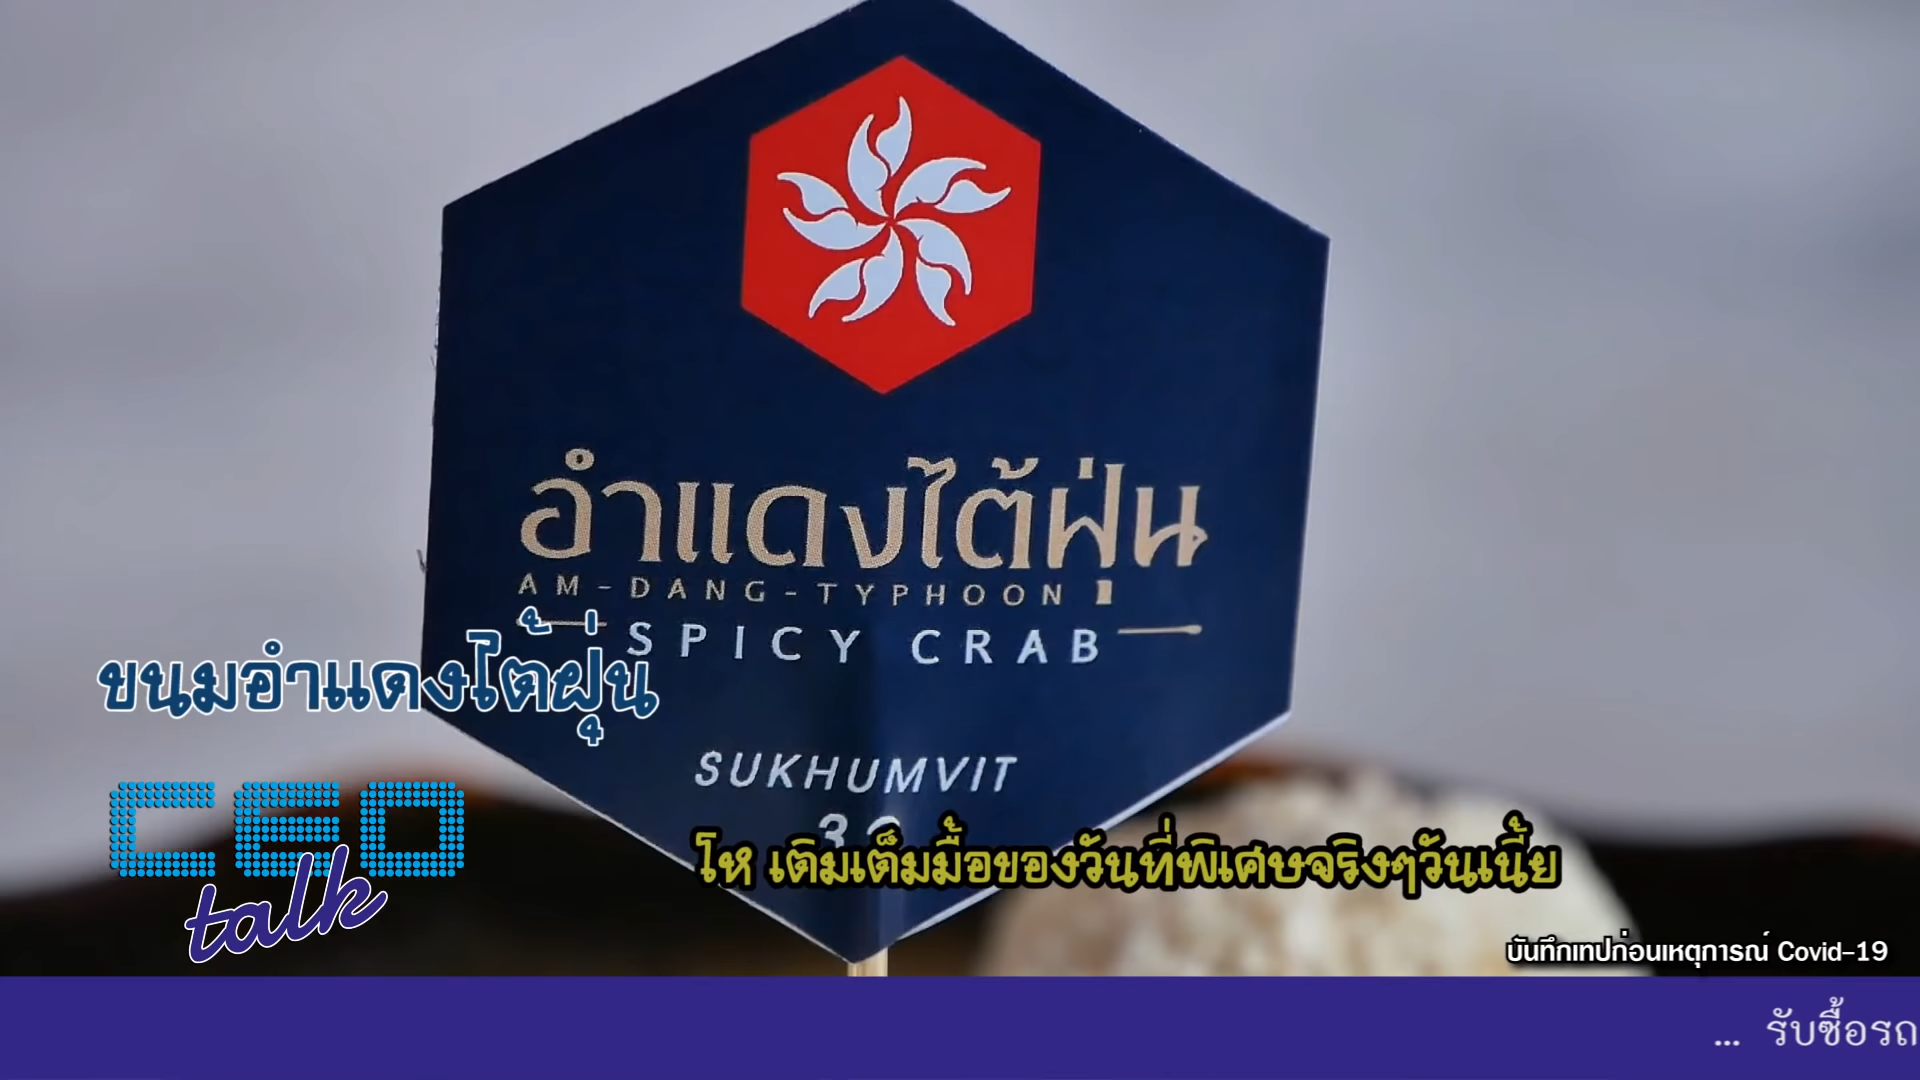 อำแดงไต้ฝุ่น
AM-DANG-TYPHOON
SPICY CRAB
ขนมอำแดงไต้ฝุ่น
SUKHUMVIT
CEO
talk
โห เติมเต็มมื้อของวันที่พิเศษจริงๆวันเนี้ย
บันทึกเทปก่อนเหตุการณ์ Covid-19
... รับซื้อรถ